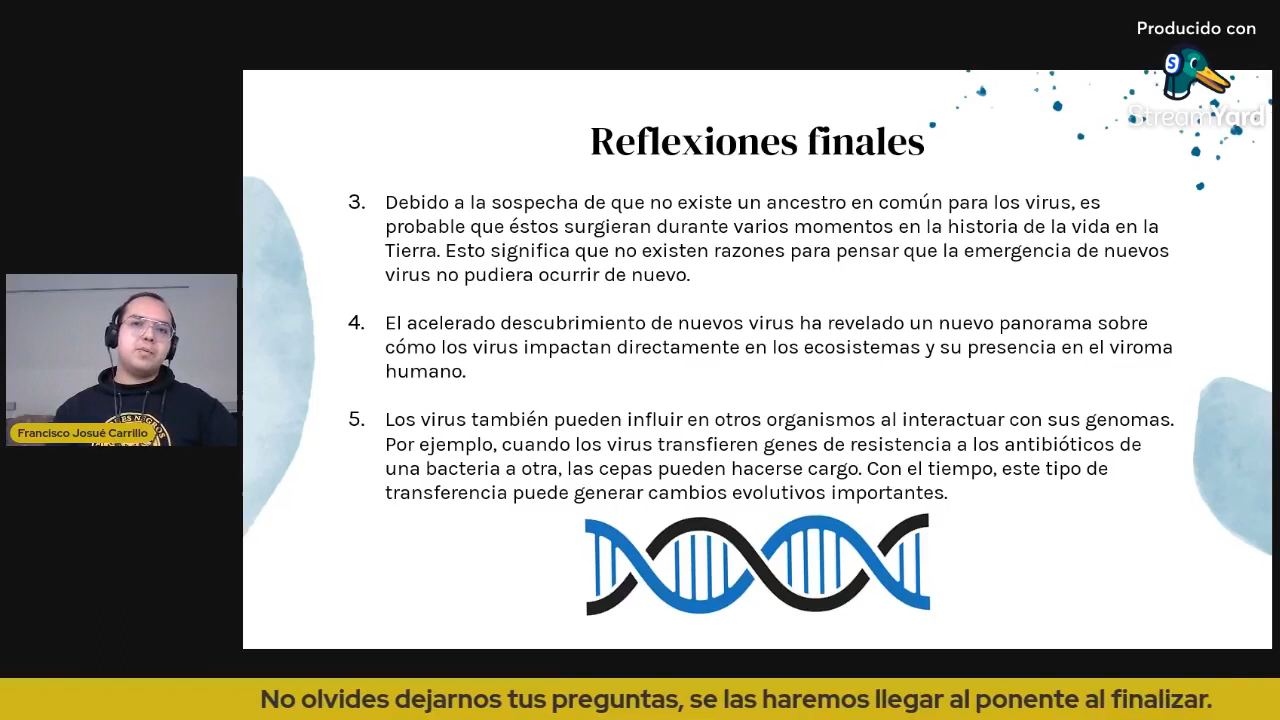 Producido con
StreamYard
Reflexiones finales
3. Debido a la sospecha de que no existe un ancestro en común para los virus, es
probable que éstos surgieran durante varios momentos en la historia de la vida en la
Tierra. Esto significa que no existen razones para pensar que la emergencia de nuevos
virus no pudiera ocurrir de nuevo.
4. El acelerado descubrimiento de nuevos virus ha revelado un nuevo panorama sobre
cómo los virus impactan directamente en los ecosistemas y su presencia en el viroma
humano.
5. Los virus también pueden influir en otros organismos al interactuar con sus genomas.
Por ejemplo, cuando los virus transfieren genes de resistencia a los antibióticos de
una bacteria a otra, las cepas pueden hacerse cargo. Con el tiempo, este tipo de
transferencia puede generar cambios evolutivos importantes.
Francisco Josué Carrillo
No olvides dejarnos tus preguntas, se las haremos llegar al ponente al finalizar.